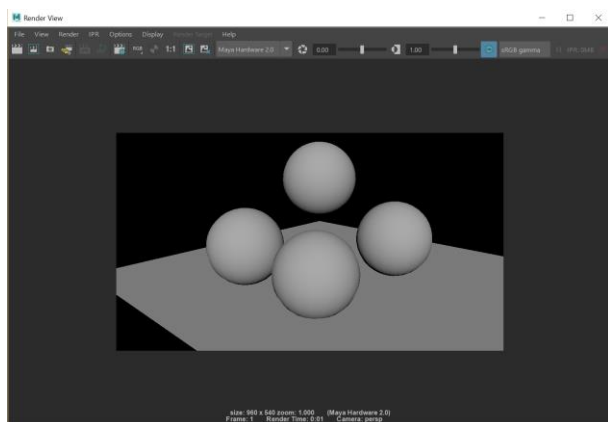 Render View
File View Render IPR Options Display Render Target Help
1:1 Maya Hardware 2.0 0.00 1.00 sRGB gamma
size: 960 x 540 zoom: 1.000 (Maya Hardware 2.0)
Frame: 1 Render Time: 0:01 Camera: persp